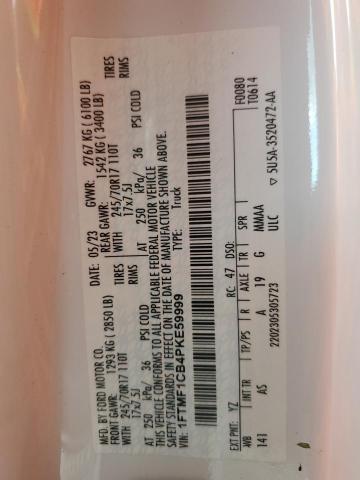 MFD. BY FORD MOTOR CO.
DATE: 05/23 GVWR: 2767 KG ( 6100 LB)
FRONT GAWR: 1293 KG ( 2850 LB) REAR GAWR: 1542 KG ( 3400 LB)
WITH 245/70R17 110T TIRES WITH 245/70R17 110T TIRES
17x7.5J RIMS 17x7.5J RIMS
AT 250 kPa/ 36 PSI COLD AT 250 kPa/ 36 PSI COLD
THIS VEHICLE CONFORMS TO ALL APPLICABLE FEDERAL MOTOR VEHICLE
SAFETY STANDARDS IN EFFECT ON THE DATE OF MANUFACTURE SHOWN ABOVE.
VIN: 1FTMF1CB4PKE59999 TYPE: Truck
F0080
T0614
EXT PNT: YZ RC: 47 DSO:
WB INT TR TP/PS R AXLE TR SPR
141 AS A 19 G MMAA
ULC
2202305305723 ▽ 5U5A-3520472-AA